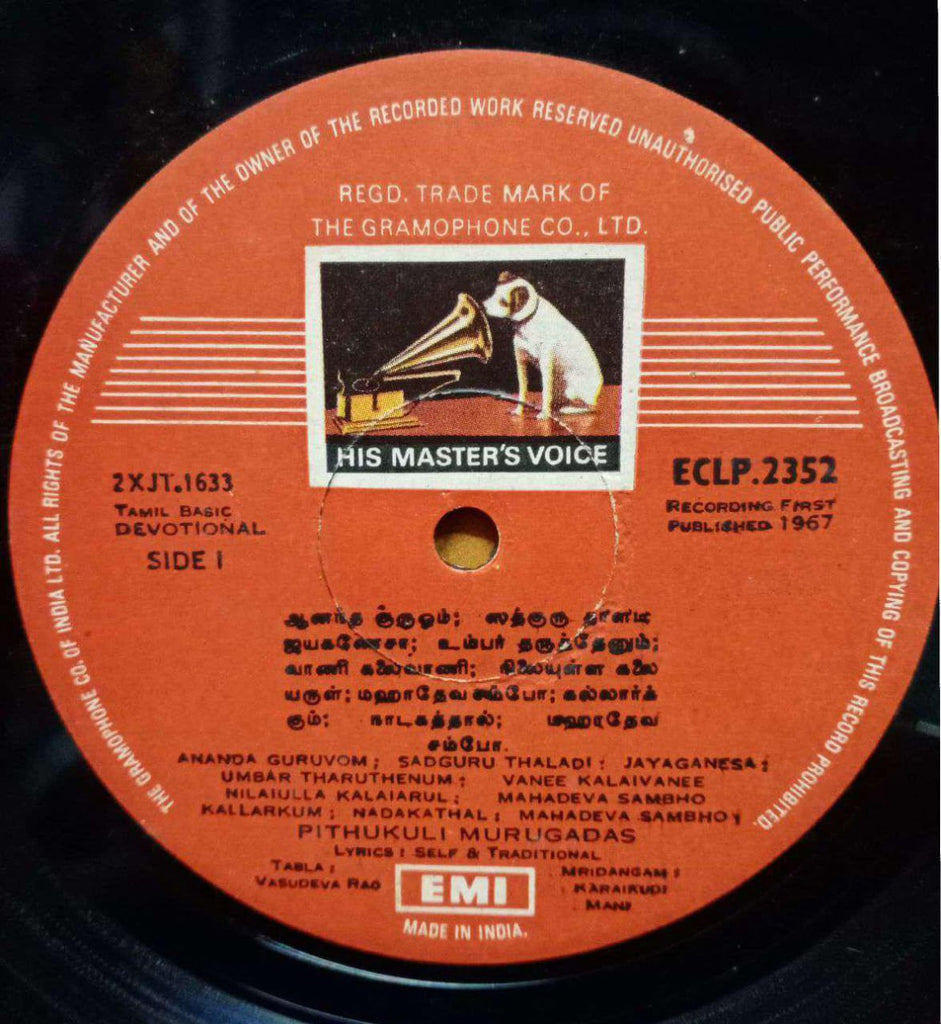 THE GRAMOPHONE CO. OF INDIA LTD. ALL RIGHTS OF THE MANUFACTURER AND OF THE OWNER OF THE RECORDED WORK RESERVED UNAUTHORISED PUBLIC PERFORMANCE BROADCASTING AND COPYING OF THIS RECORD PROHIBITED.
REGD. TRADE MARK OF
THE GRAMOPHONE CO., LTD.
HIS MASTER'S VOICE
2XJT.1633
TAMIL BASIC
DEVOTIONAL
SIDE I
ECLP.2352
RECORDING FIRST
PUBLISHED 1967
ஆனந்த குருஓம்; ஸத்குரு தாளடி
ஜயகணேசா; உம்பர் தருத்தேனும்;
வாணி கலைவாணி; நிலையுள்ள கலை
யருள்; மஹாதேவ சம்போ; கல்லார்க்
கும்; நாடகத்தால்; மஹாதேவ
சம்போ.
ANANDA GURUVOM; SADGURU THALADI; JAYAGANESA;
UMBAR THARUTHENUM; VANEE KALAIVANEE
NILAIULLA KALAIARUL; MAHADEVA SAMBHO
KALLARKUM; NADAKATHAL; MAHADEVA SAMBHO;
PITHUKULI MURUGADAS
LYRICS: SELF & TRADITIONAL
TABLA:
VASUDEVA RAO
MRIDANGAM:
KARAIKUDI
MANI
EMI
MADE IN INDIA.